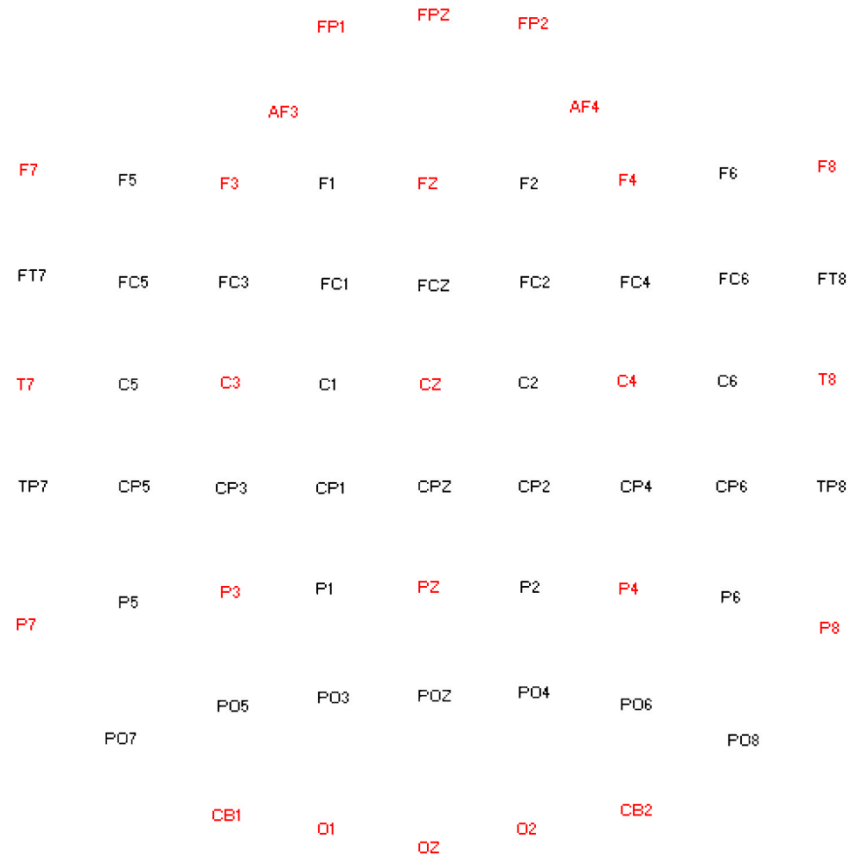 FP1 FPZ FP2
AF3 AF4
F7 F5 F3 F1 FZ F2 F4 F6 F8
FT7 FC5 FC3 FC1 FCZ FC2 FC4 FC6 FT8
T7 C5 C3 C1 CZ C2 C4 C6 T8
TP7 CP5 CP3 CP1 CPZ CP2 CP4 CP6 TP8
P7 P5 P3 P1 PZ P2 P4 P6 P8
PO7 PO5 PO3 POZ PO4 PO6 PO8
CB1 O1 OZ O2 CB2